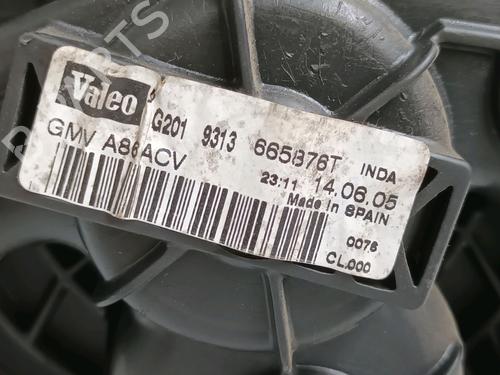 Valeo
G201 9313 665876T INDA
GMV A86ACV
23:11 14.06.05
Made In SPAIN
0076
CL.000